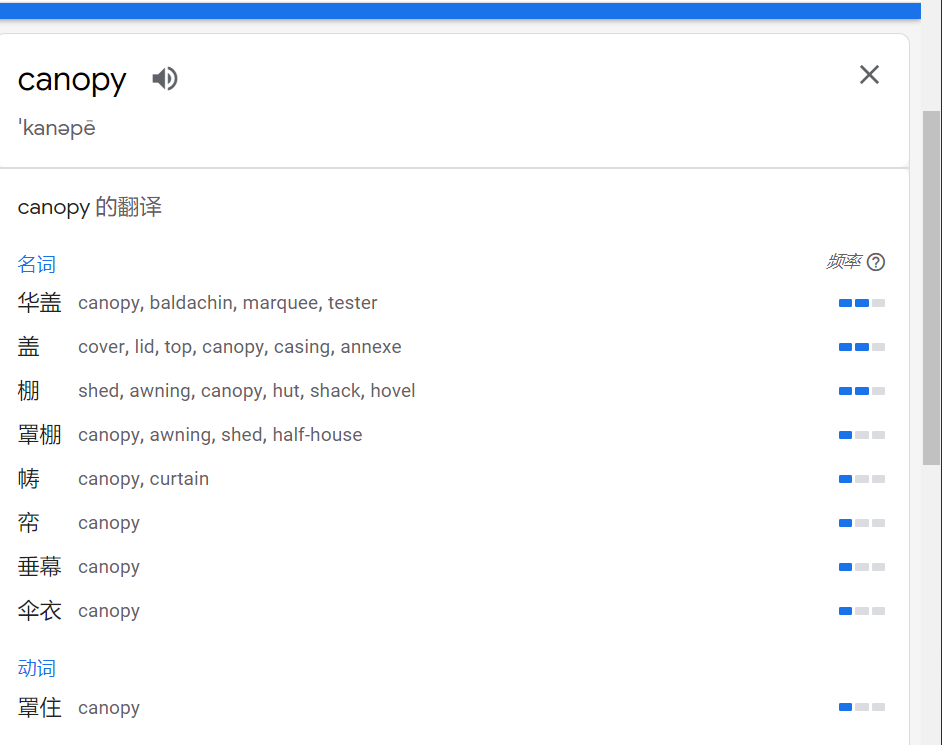 canopy
ˈkanəpē
canopy 的翻译
名词 频率
华盖 canopy, baldachin, marquee, tester
盖 cover, lid, top, canopy, casing, annexe
棚 shed, awning, canopy, hut, shack, hovel
罩棚 canopy, awning, shed, half-house
帱 canopy, curtain
帟 canopy
垂幕 canopy
伞衣 canopy
动词
罩住 canopy